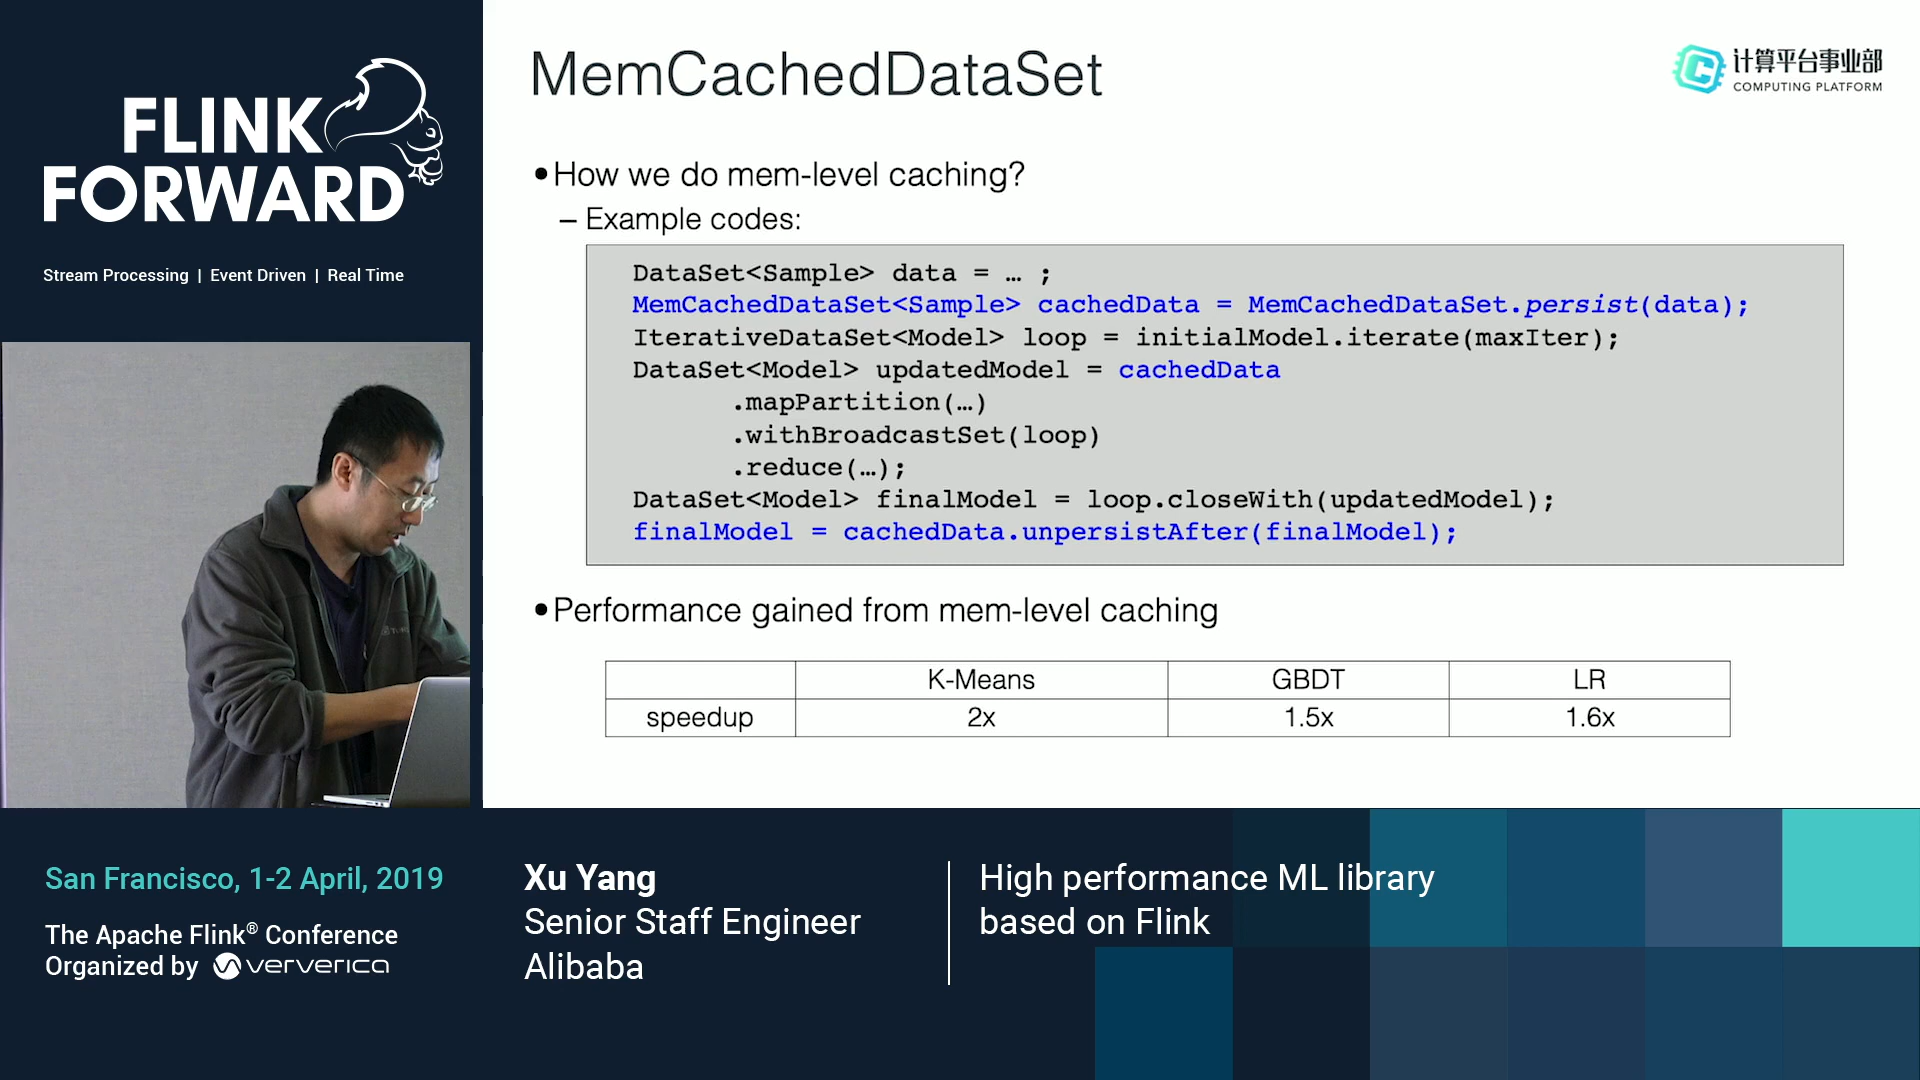 FLINK
FORWARD
Stream Processing | Event Driven | Real Time
MemCachedDataSet
计算平台事业部
COMPUTING PLATFORM
•How we do mem-level caching?
– Example codes:
DataSet<Sample> data = … ;
MemCachedDataSet<Sample> cachedData = MemCachedDataSet.persist(data);
IterativeDataSet<Model> loop = initialModel.iterate(maxIter);
DataSet<Model> updatedModel = cachedData
.mapPartition(…)
.withBroadcastSet(loop)
.reduce(…);
DataSet<Model> finalModel = loop.closeWith(updatedModel);
finalModel = cachedData.unpersistAfter(finalModel);
•Performance gained from mem-level caching
K-Means GBDT LR
speedup 2x 1.5x 1.6x
San Francisco, 1-2 April, 2019
The Apache Flink® Conference
Organized by ververica
Xu Yang
Senior Staff Engineer
Alibaba
High performance ML library
based on Flink